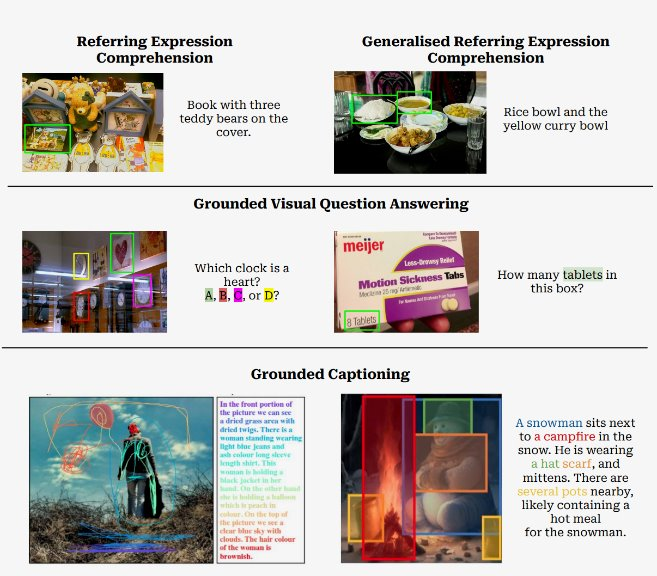 Referring Expression
Comprehension
Generalised Referring Expression
Comprehension
Book with three
teddy bears on the
cover.
Rice bowl and the
yellow curry bowl
Grounded Visual Question Answering
Which clock is a
heart?
A, B, C, or D?
meijer
Less-Drowsy Relief
Motion Sickness Tabs
Meclizine 25 mg/ Antiemetic
8 Tablets
How many tablets in
this box?
Grounded Captioning
In the front portion of
the picture we can see
a dried grass area with
dried twigs. There is a
woman standing wearing
light blue jeans and
ash colour long sleeve
length shirt. This
woman is holding a
black jacket in her
hand. On the other hand
she is holding a balloon
which is peach in
colour. On the top of
the picture we see a
clear blue sky with
clouds. The hair colour
of the woman is
brownish.
A snowman sits next
to a campfire in the
snow. He is wearing
a hat scarf, and
mittens. There are
several pots nearby,
likely containing a
hot meal
for the snowman.